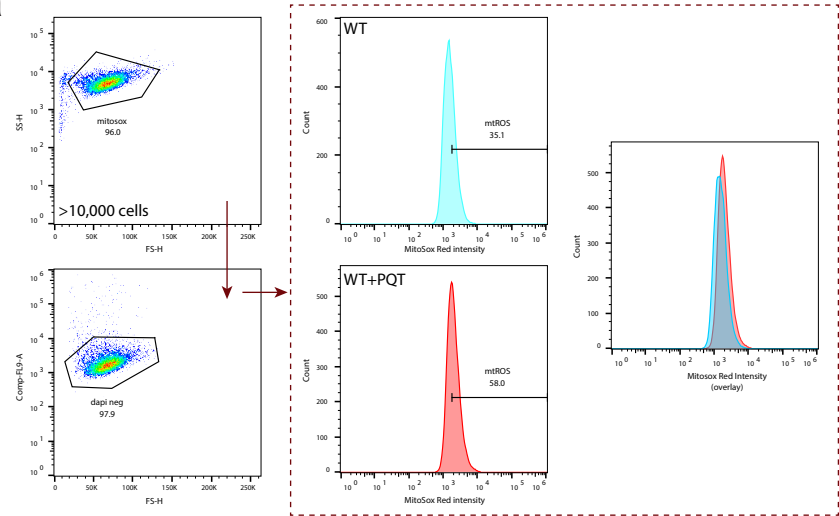 10 5
10 4
10 3
10 2
10 1
10 0
SS-H
mitosox
96.0
>10,000 cells
0 50K 100K 150K 200K 250K
FS-H
10 6
10 5
10 4
10 3
10 2
10 1
10 0
Comp-FL9-A
dapi neg
97.9
0 50K 100K 150K 200K 250K
FS-H
WT
600
400
200
0
Count
mtROS
35.1
10 0 10 1 10 2 10 3 10 4 10 5 10 6
MitoSox Red intensity
WT+PQT
500
400
300
200
100
0
Count
mtROS
58.0
10 0 10 1 10 2 10 3 10 4 10 5 10 6
MitoSox Red intensity
500
400
300
200
100
0
Count
10 0 10 1 10 2 10 3 10 4 10 5 10 6
Mitosox Red Intensity
(overlay)